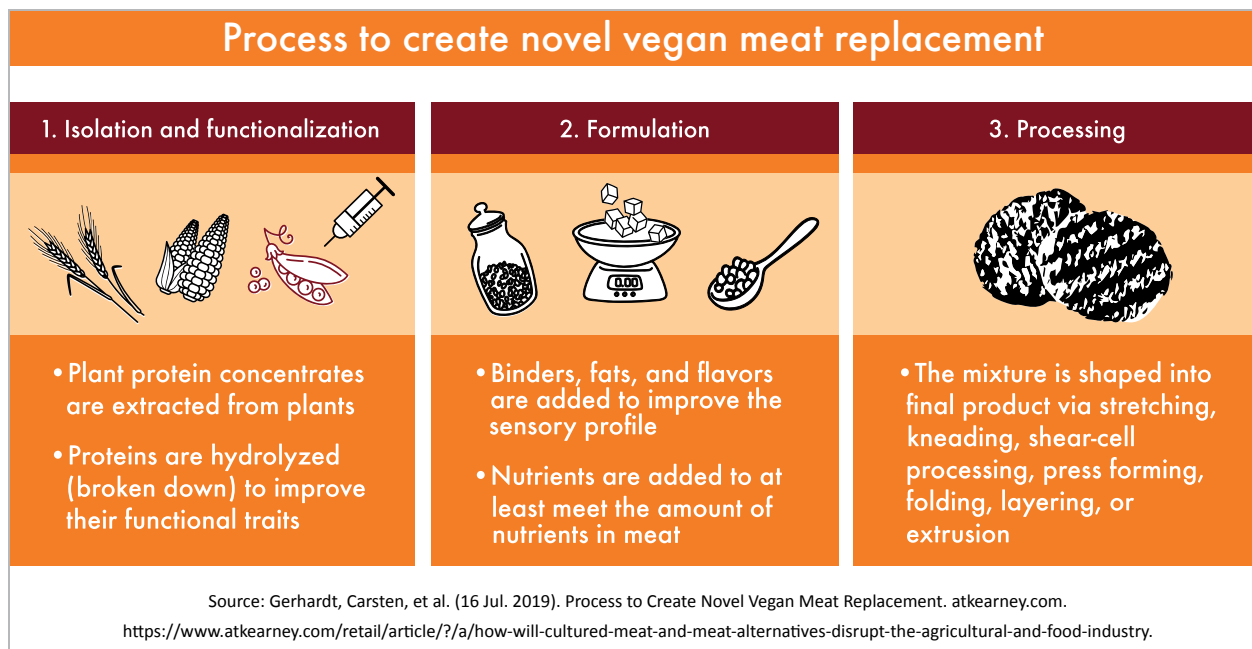 Process to create novel vegan meat replacement
1. Isolation and functionalization
• Plant protein concentrates
are extracted from plants
• Proteins are hydrolyzed
(broken down) to improve
their functional traits
2. Formulation
0.00
• Binders, fats, and flavors
are added to improve the
sensory profile
• Nutrients are added to at
least meet the amount of
nutrients in meat
3. Processing
• The mixture is shaped into
final product via stretching,
kneading, shear-cell
processing, press forming,
folding, layering, or
extrusion
Source: Gerhardt, Carsten, et al. (16 Jul. 2019). Process to Create Novel Vegan Meat Replacement. atkearney.com.
https://www.atkearney.com/retail/article/?/a/how-will-cultured-meat-and-meat-alternatives-disrupt-the-agricultural-and-food-industry.